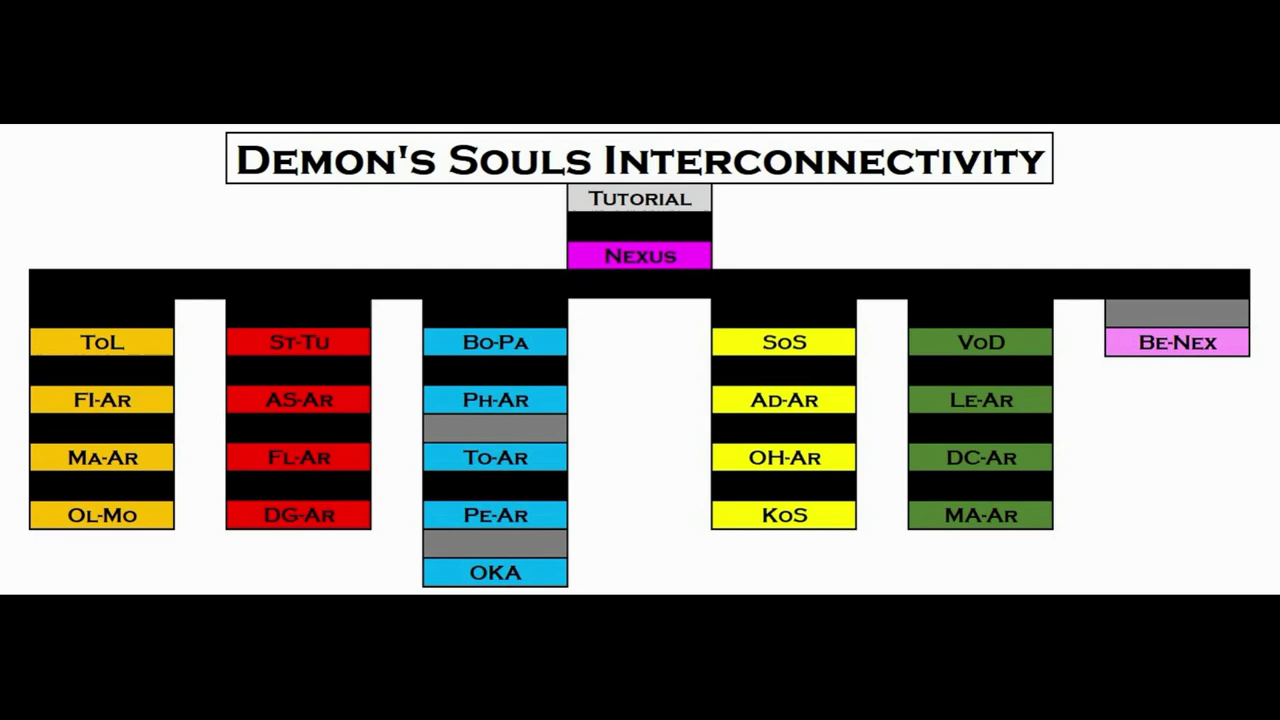 DEMON'S SOULS INTERCONNECTIVITY
TUTORIAL
NEXUS
TOL ST-TU BO-PA SOS VOD BE-NEX
FI-AR AS-AR PH-AR AD-AR LE-AR
MA-AR FL-AR TO-AR OH-AR DC-AR
OL-MO DG-AR PE-AR KOS MA-AR
OKA